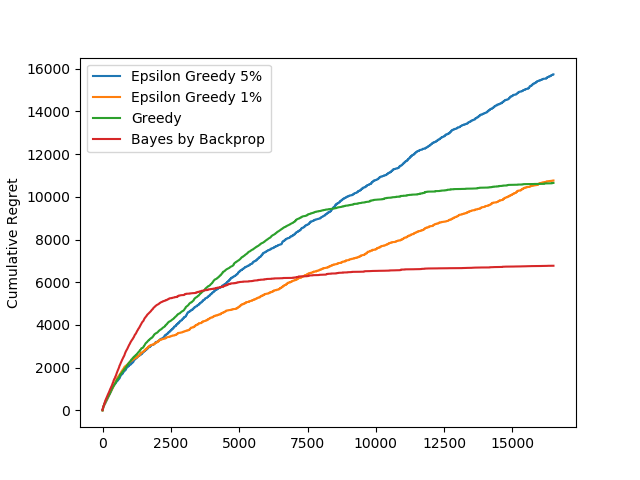 16000
14000
12000
10000
8000
6000
4000
2000
0
Cumulative Regret
Epsilon Greedy 5%
Epsilon Greedy 1%
Greedy
Bayes by Backprop
0 2500 5000 7500 10000 12500 15000